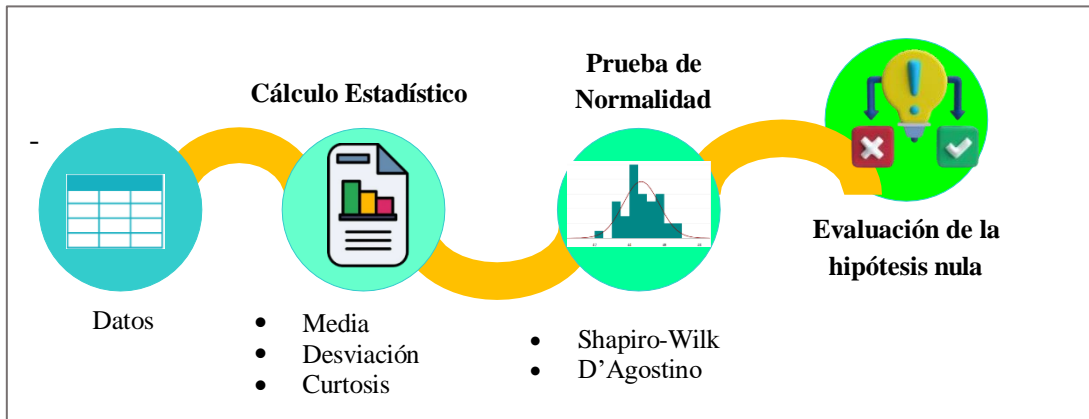 Cálculo Estadístico
Prueba de
Normalidad
-
Datos
• Media
• Desviación
• Curtosis
• Shapiro-Wilk
• D’Agostino
Evaluación de la
hipótesis nula